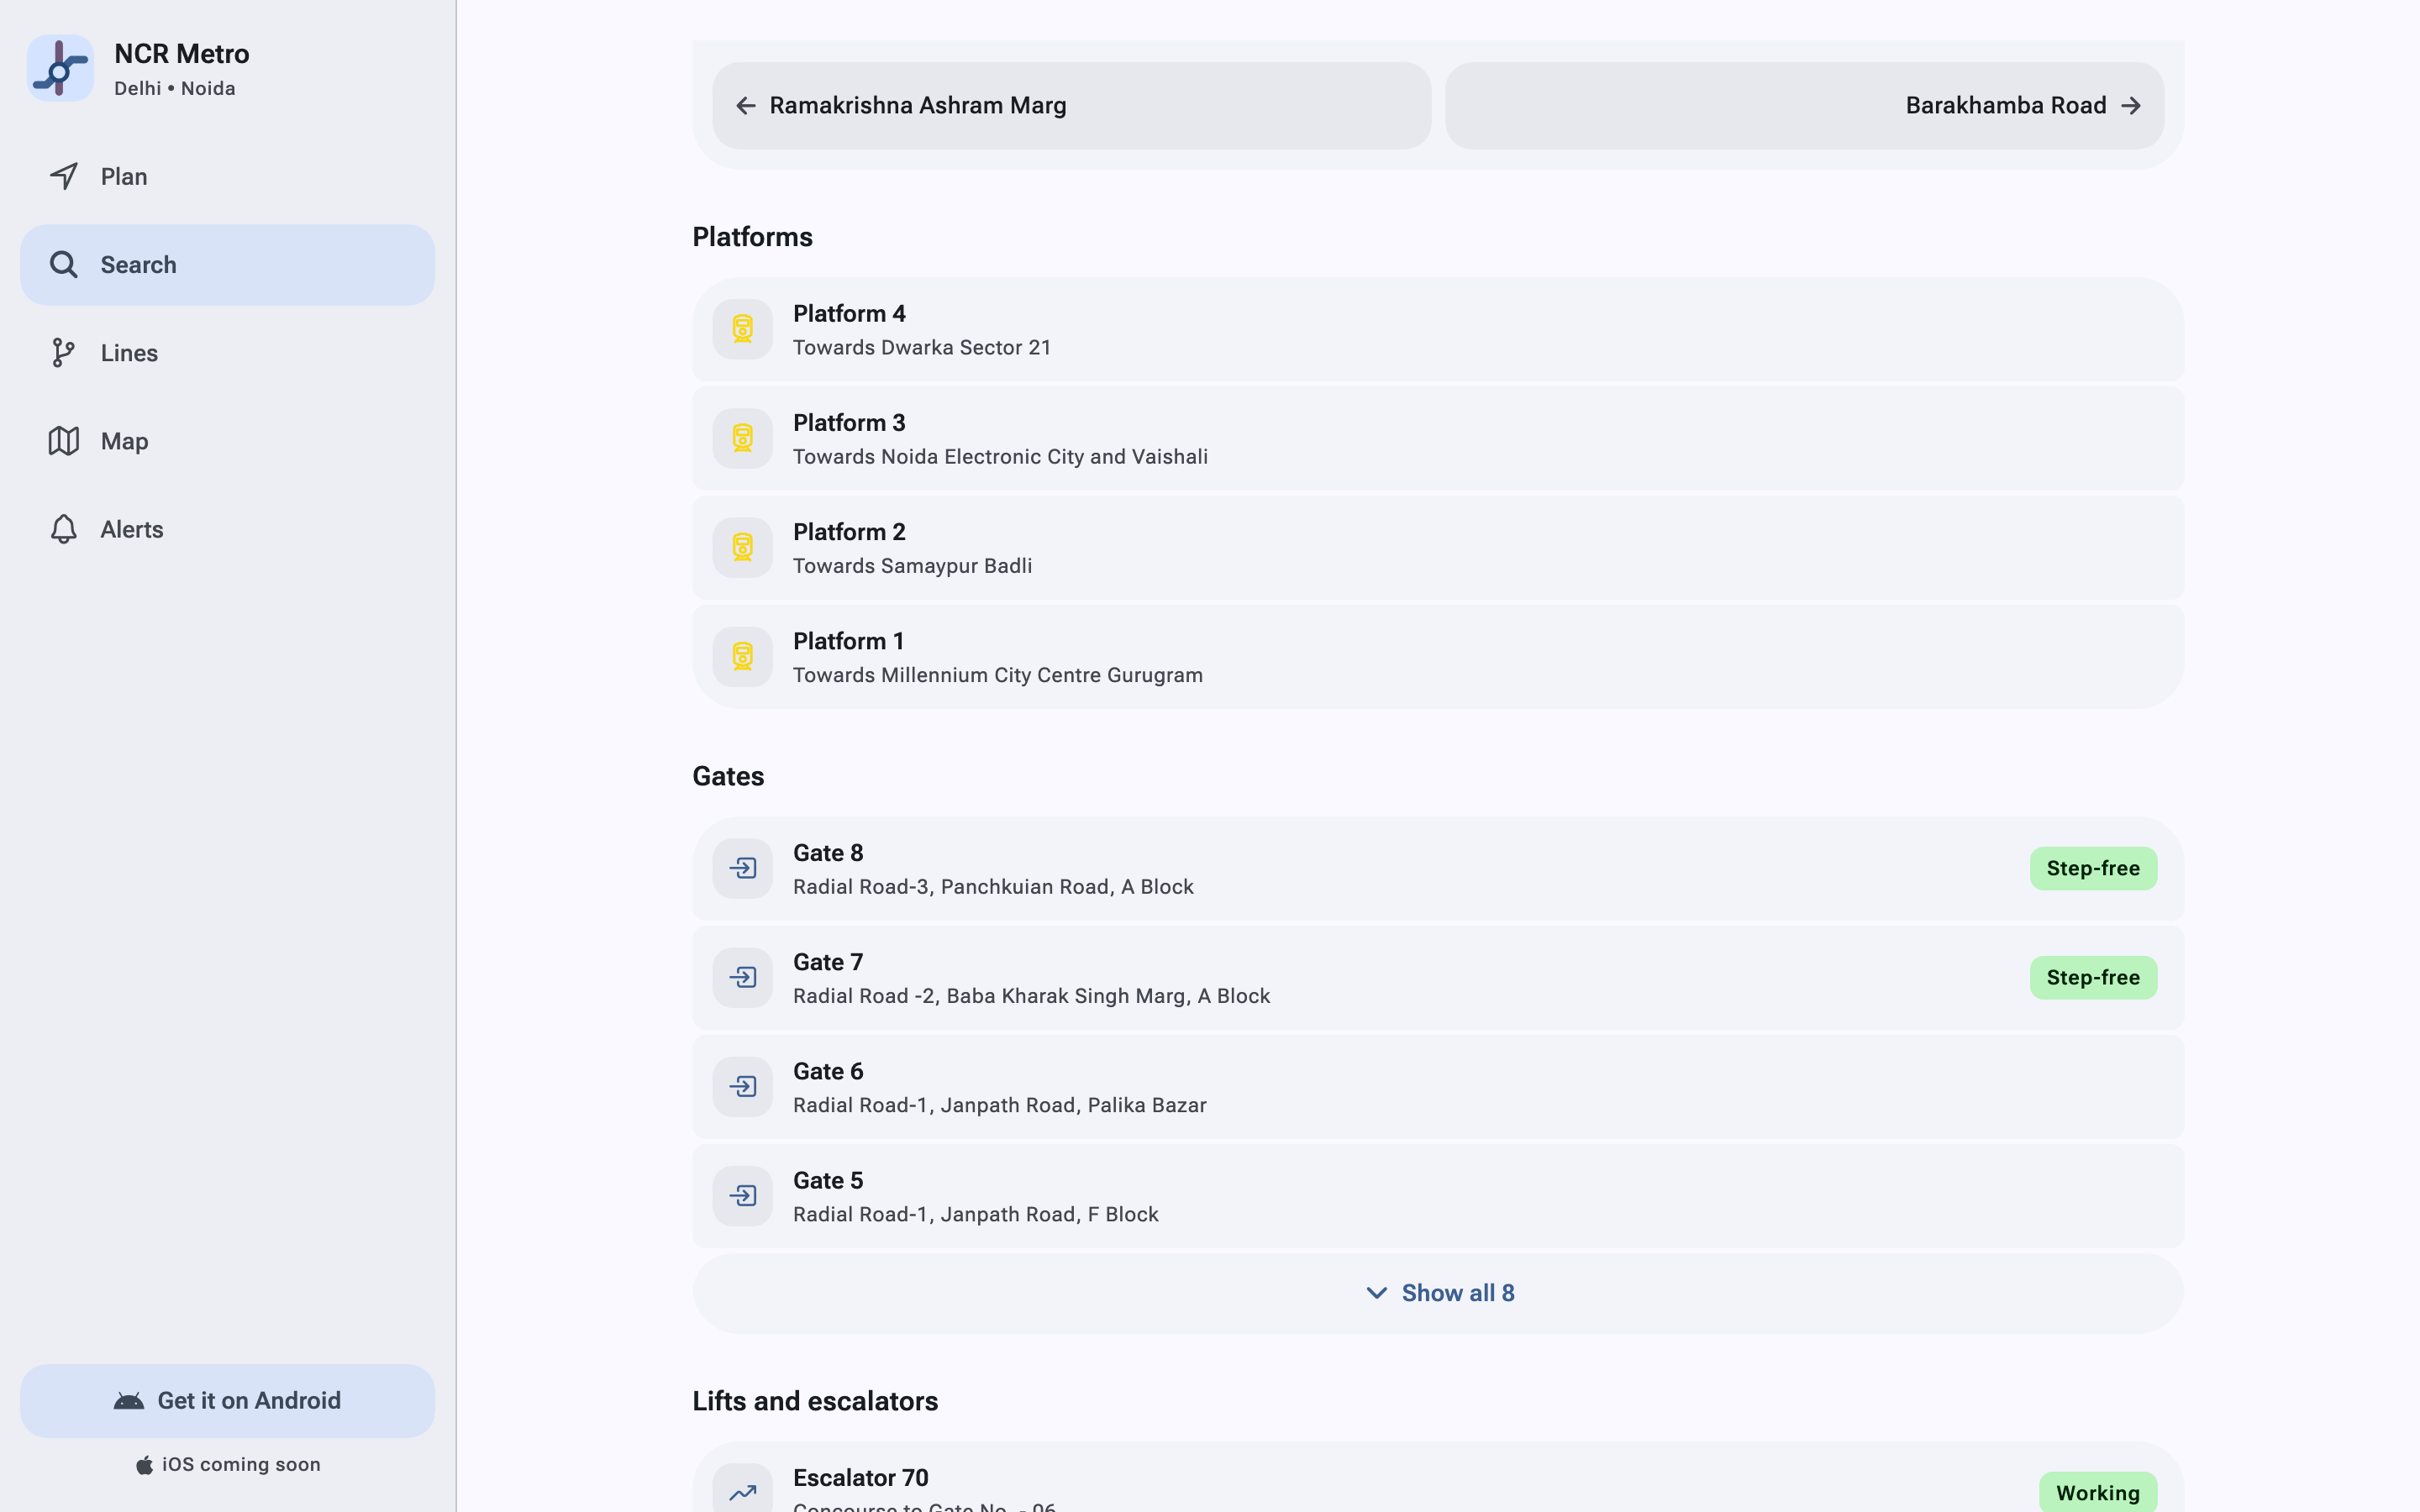 NCR Metro
Delhi • Noida
Plan
Search
Lines
Map
Alerts
Get it on Android
iOS coming soon
Ramakrishna Ashram Marg
Barakhamba Road
Platforms
Platform 4
Towards Dwarka Sector 21
Platform 3
Towards Noida Electronic City and Vaishali
Platform 2
Towards Samaypur Badli
Platform 1
Towards Millennium City Centre Gurugram
Gates
Gate 8
Radial Road-3, Panchkuian Road, A Block
Step-free
Gate 7
Radial Road -2, Baba Kharak Singh Marg, A Block
Step-free
Gate 6
Radial Road-1, Janpath Road, Palika Bazar
Gate 5
Radial Road-1, Janpath Road, F Block
Show all 8
Lifts and escalators
Escalator 70
Concourse to Gate No. - 06
Working